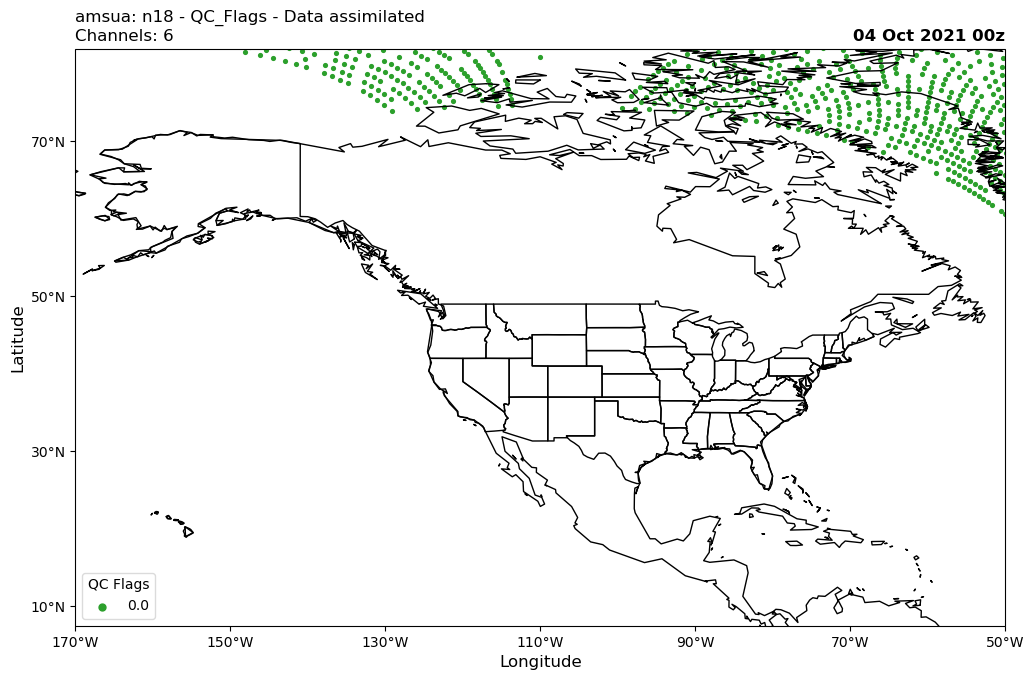 amsua: n18 - QC_Flags - Data assimilated
Channels: 6
04 Oct 2021 00z
70°N
50°N
30°N
10°N
Latitude
QC Flags
0.0
170°W
150°W
130°W
110°W
90°W
70°W
50°W
Longitude